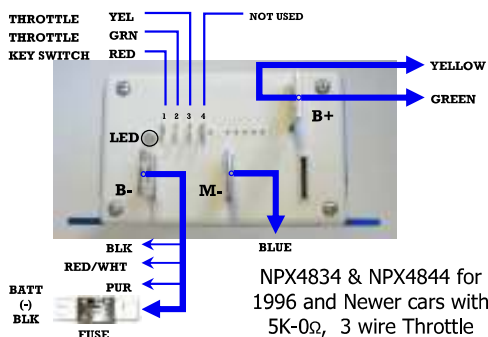 THROTTLE YEL
NOT USED
THROTTLE GRN
KEY SWITCH RED
YELLOW
GREEN
1 2 3 4
B+
LED
B-
M-
BLK
BLUE
RED/WHT
PUR
BATT
(-)
BLK
FUSE
NPX4834 & NPX4844 for
1996 and Newer cars with
5K-0Ω, 3 wire Throttle